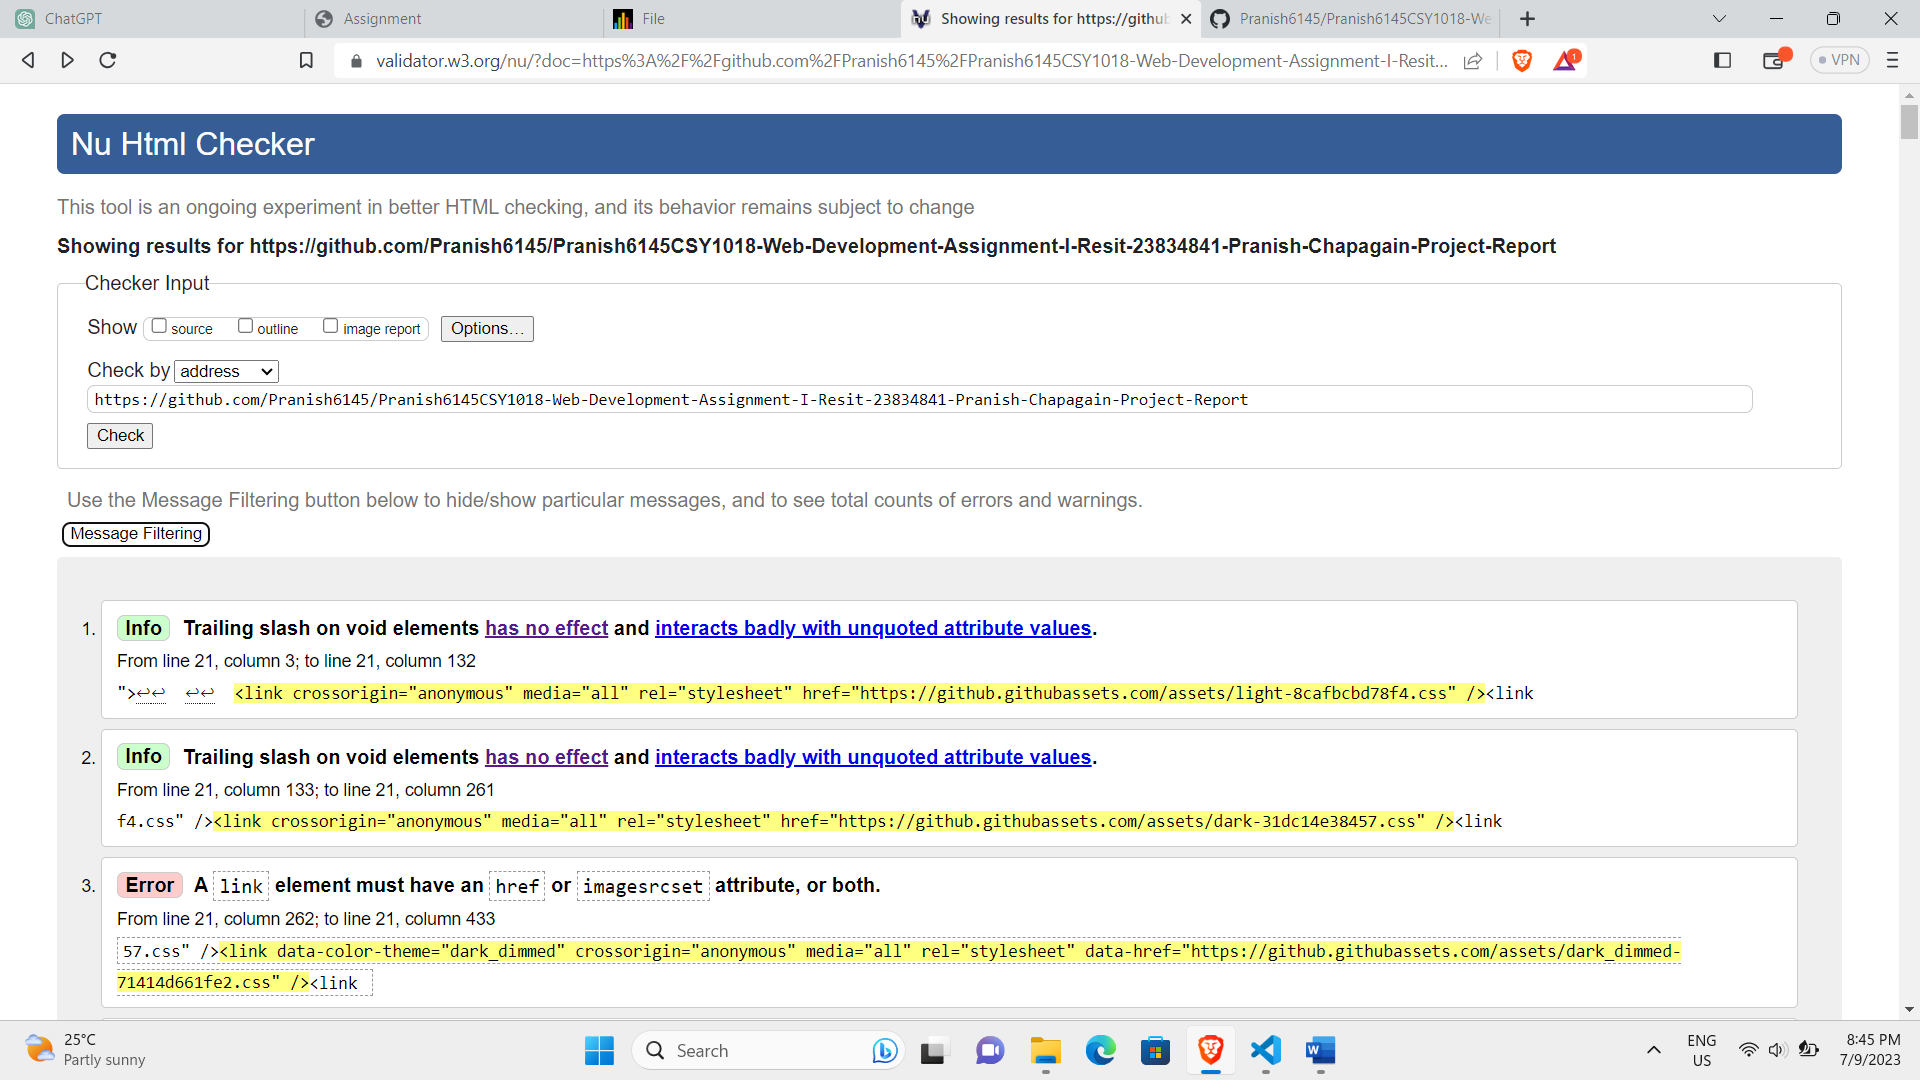 ChatGPT
Assignment
File
Showing results for https://githu
Pranish6145/Pranish6145CSY1018-We
validator.w3.org/nu/?doc=https%3A%2F%2Fgithub.com%2FPranish6145%2FPranish6145CSY1018-Web-Development-Assignment-I-Resit...
1
VPN
Nu Html Checker
This tool is an ongoing experiment in better HTML checking, and its behavior remains subject to change
Showing results for https://github.com/Pranish6145/Pranish6145CSY1018-Web-Development-Assignment-I-Resit-23834841-Pranish-Chapagain-Project-Report
Checker Input
Show source outline image report Options...
Check by address
https://github.com/Pranish6145/Pranish6145CSY1018-Web-Development-Assignment-I-Resit-23834841-Pranish-Chapagain-Project-Report
Check
Use the Message Filtering button below to hide/show particular messages, and to see total counts of errors and warnings.
Message Filtering
1. Info Trailing slash on void elements has no effect and interacts badly with unquoted attribute values.
From line 21, column 3; to line 21, column 132
">↩↩ ↩↩ <link crossorigin="anonymous" media="all" rel="stylesheet" href="https://github.githubassets.com/assets/light-8cafbcbd78f4.css" /><link
2. Info Trailing slash on void elements has no effect and interacts badly with unquoted attribute values.
From line 21, column 133; to line 21, column 261
f4.css" /><link crossorigin="anonymous" media="all" rel="stylesheet" href="https://github.githubassets.com/assets/dark-31dc14e38457.css" /><link
3. Error A link element must have an href or imagesrcset attribute, or both.
From line 21, column 262; to line 21, column 433
57.css" /><link data-color-theme="dark_dimmed" crossorigin="anonymous" media="all" rel="stylesheet" data-href="https://github.githubassets.com/assets/dark_dimmed-
71414d661fe2.css" /><link
25°C
Partly sunny
Search
ENG
US
8:45 PM
7/9/2023